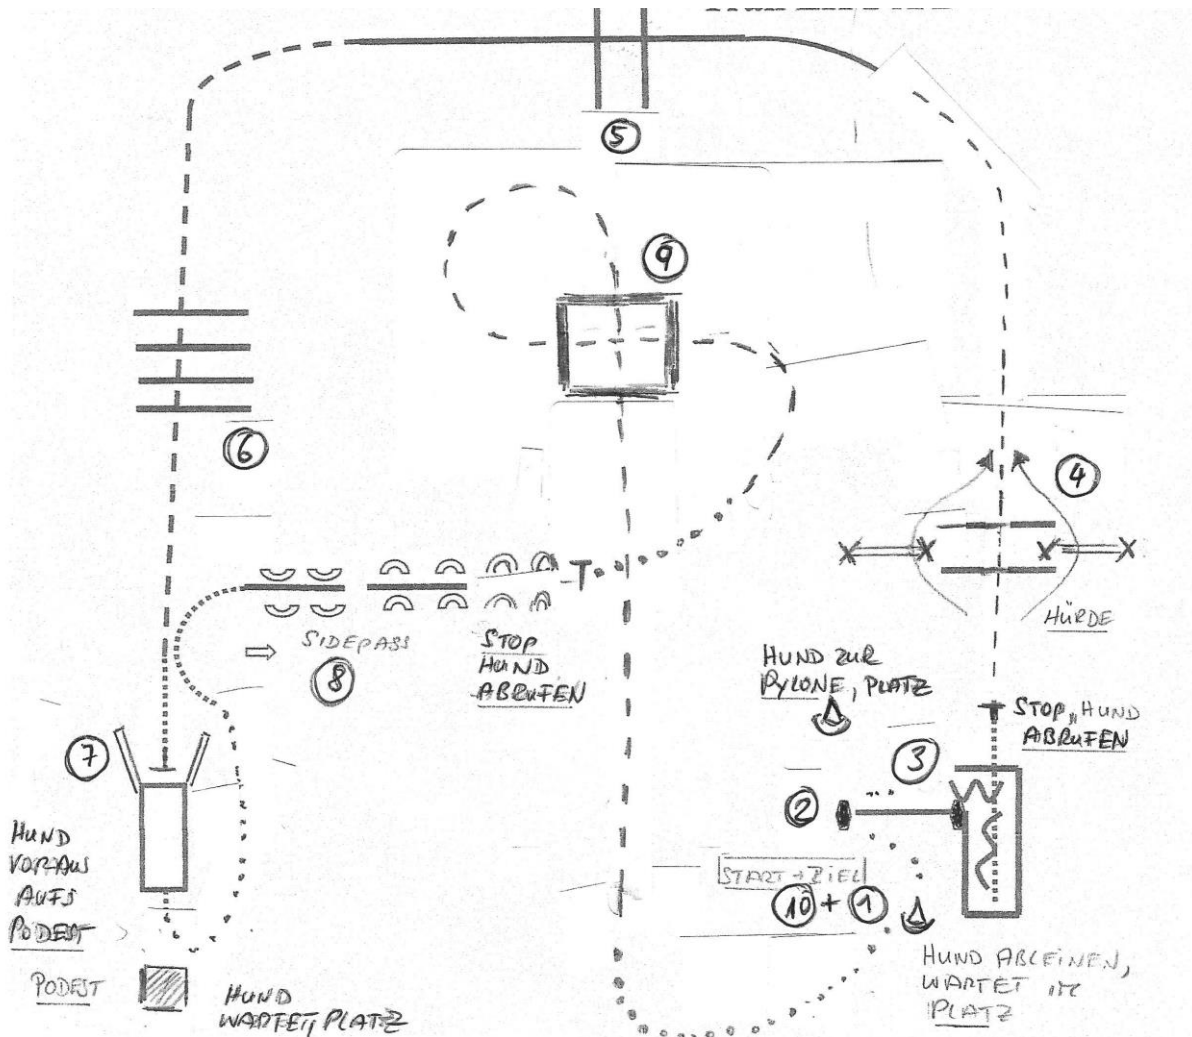 5
9
6
4
HÜRDE
SIDEPASS
8
STOP
HUND
ABRUFEN
HUND ZUR
PYLONE, PLATZ
STOP, HUND
ABRUFEN
7
3
2
HUND
VORAUS
AUFS
PODEST
START + ZIEL
10 + 1
PODEST
HUND
WARTET, PLATZ
HUND ABLEINEN,
WARTET IM
PLATZ